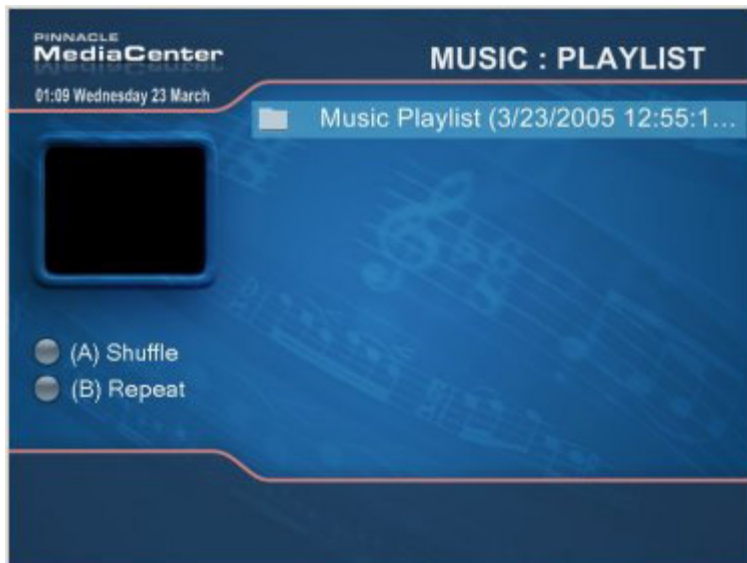 PINNACLE
MediaCenter
MUSIC : PLAYLIST
01:09 Wednesday 23 March
Music Playlist (3/23/2005 12:55:1...
(A) Shuffle
(B) Repeat